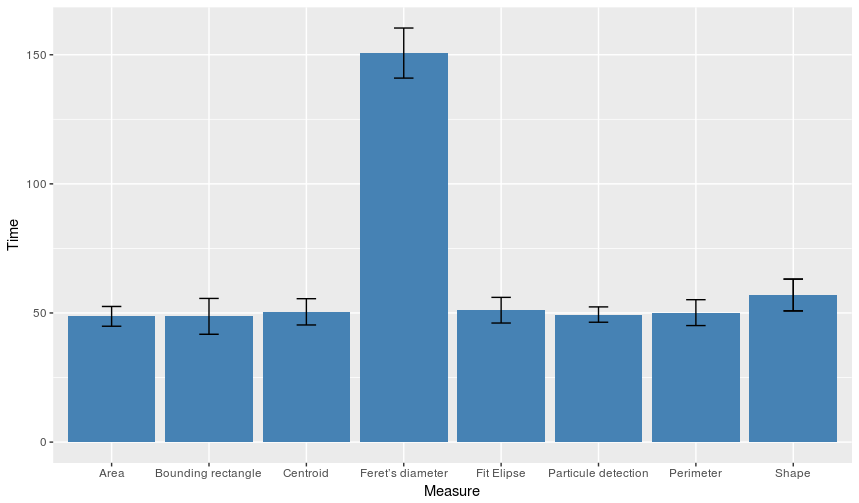 Time
150
100
50
0
Area Bounding rectangle Centroid Feret's diameter Fit Elipse Particule detection Perimeter Shape
Measure